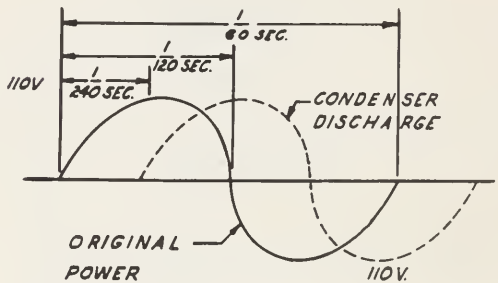 1
60 SEC.
1
120 SEC.
1
240 SEC.
110V
CONDENSER
DISCHARGE
ORIGINAL
POWER
110V.